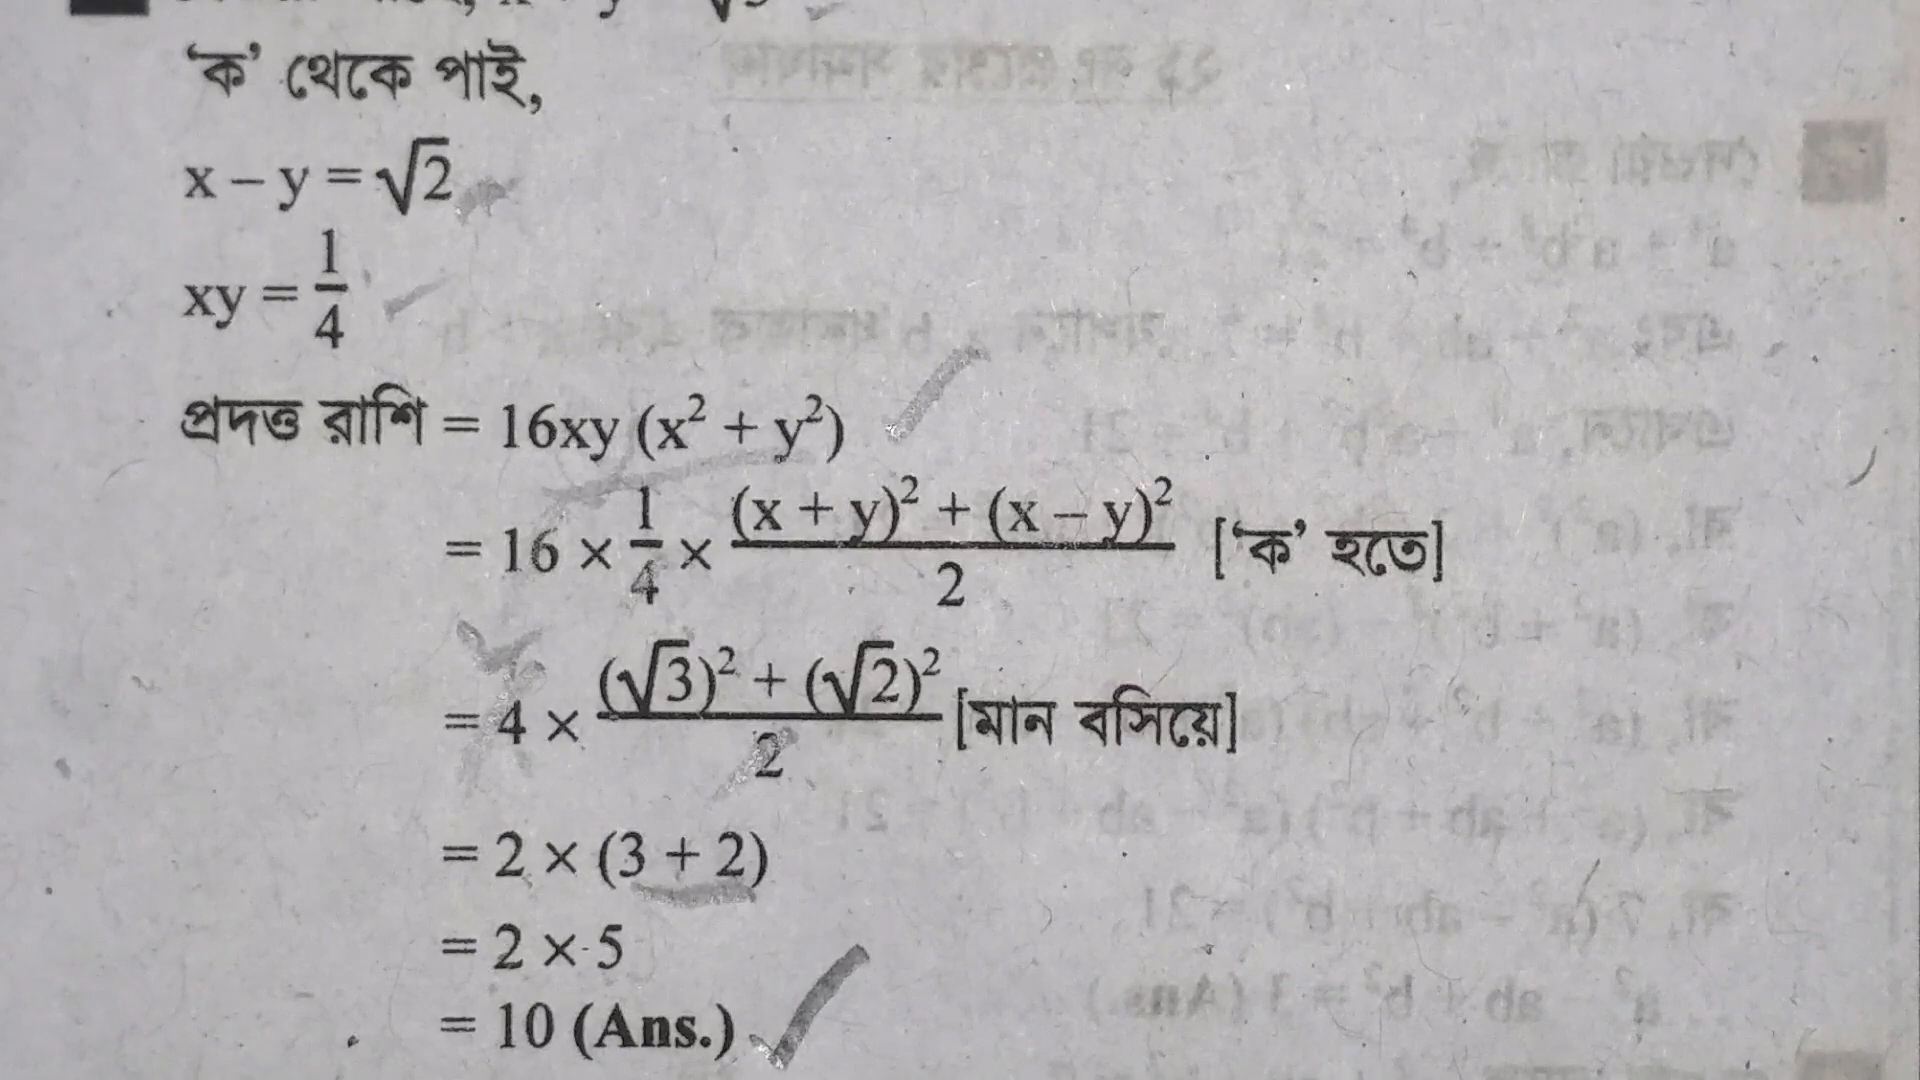 ‘ক’ থেকে পাই,
x – y = √2
xy = 1/4
প্রদত্ত রাশি = 16xy (x² + y²)
= 16 × 1/4 × ((x + y)² + (x – y)²)/2 [‘ক’ হতে]
= 4 × ((√3)² + (√2)²)/2 [মান বসিয়ে]
= 2 × (3 + 2)
= 2 × 5
= 10 (Ans.)